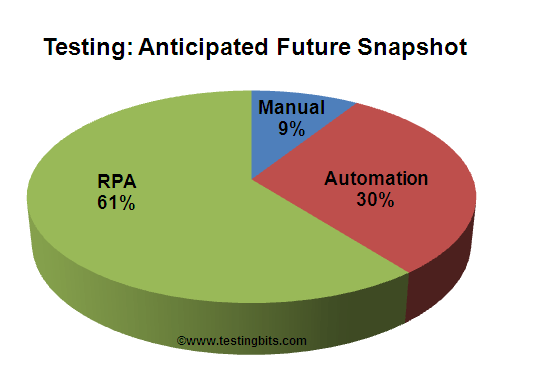 Testing: Anticipated Future Snapshot
Manual
9%
RPA
61%
Automation
30%
©www.testingbits.com